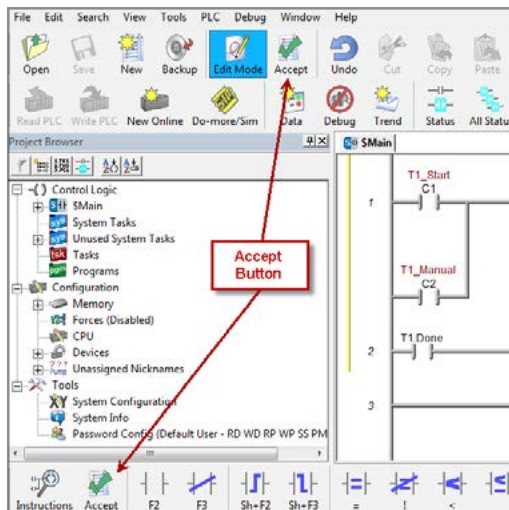 File Edit Search View Tools PLC Debug Window Help
Open Save New Backup Edit Mode Accept Undo Cut Copy Paste
Read PLC Write PLC New Online Do-more/Sim Data Debug Trend Status All Status
Project Browser
$Main
Control Logic
$Main
System Tasks
Unused System Tasks
Tasks
Programs
Configuration
Memory
Forces (Disabled)
CPU
Devices
Unassigned Nicknames
Tools
System Configuration
System Info
Password Config (Default User - RD WD RP WP SS PM
Accept
Button
T1_Start
C1
1
T1_Manual
C2
T1.Done
2
3
Instructions Accept F2 F3 Sh+F2 Sh+F3 = ! <